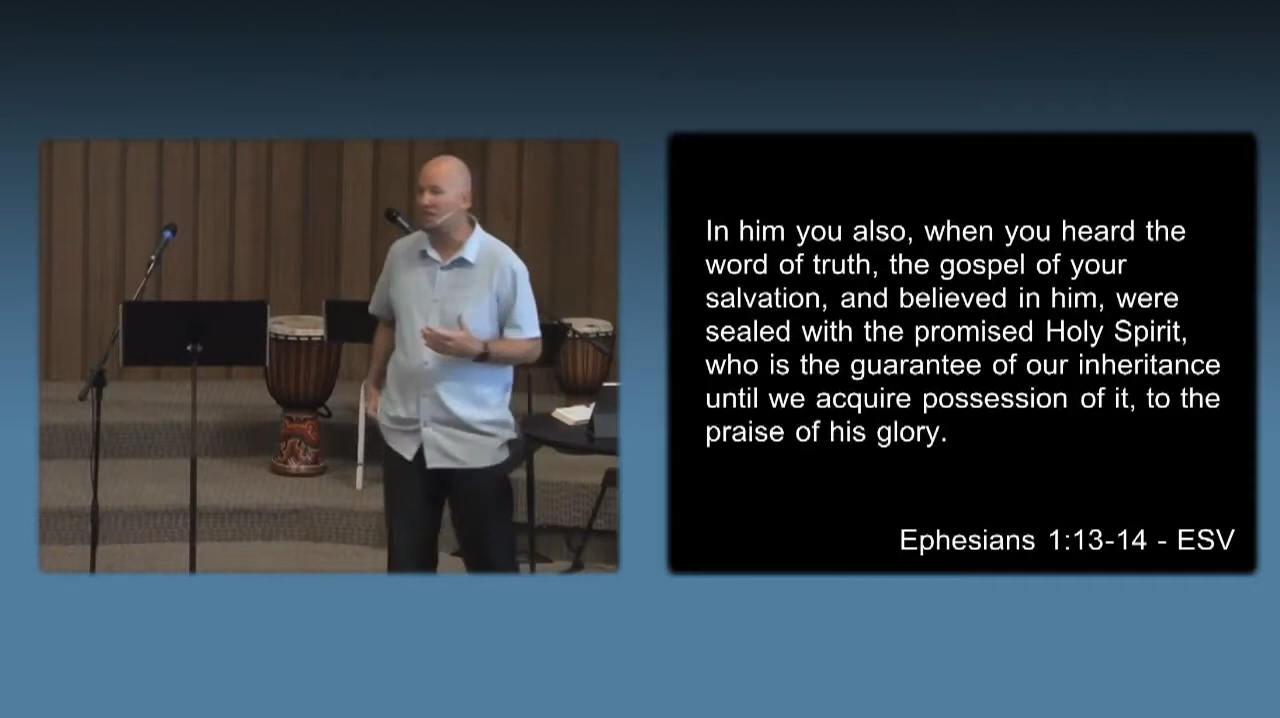 In him you also, when you heard the
word of truth, the gospel of your
salvation, and believed in him, were
sealed with the promised Holy Spirit,
who is the guarantee of our inheritance
until we acquire possession of it, to the
praise of his glory.
Ephesians 1:13-14 - ESV